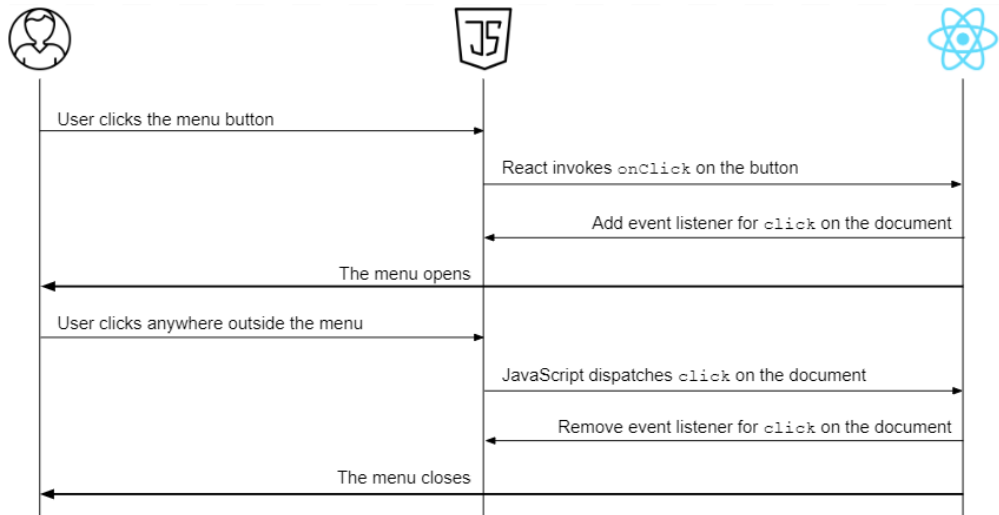 JS
User clicks the menu button
React invokes onClick on the button
Add event listener for click on the document
The menu opens
User clicks anywhere outside the menu
JavaScript dispatches click on the document
Remove event listener for click on the document
The menu closes